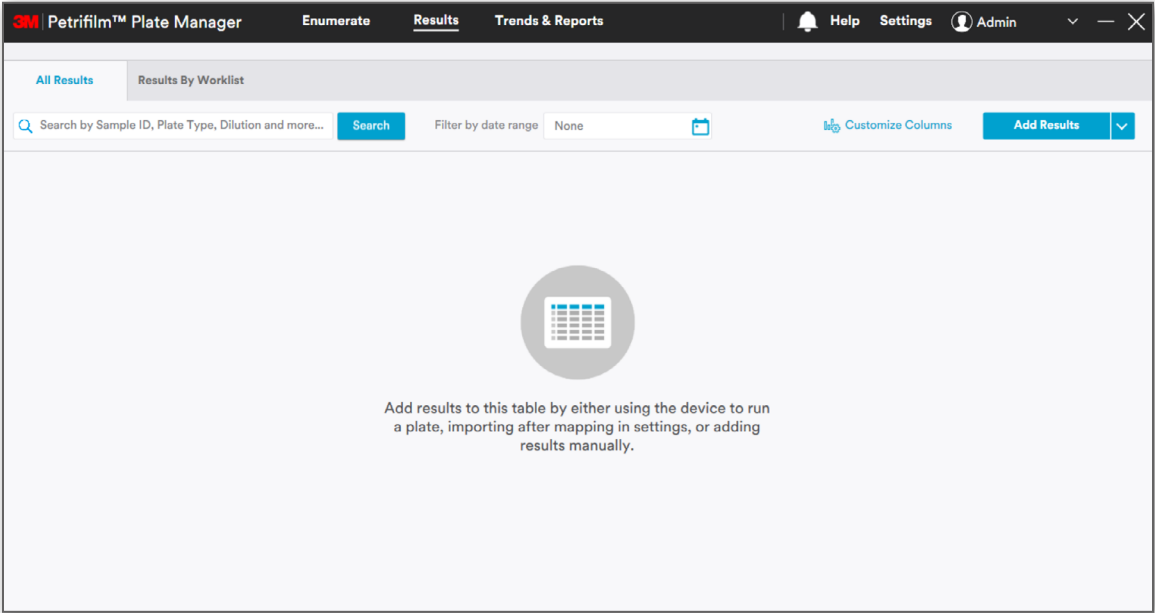 3M Petrifilm™ Plate Manager Enumerate Results Trends & Reports Help Settings Admin
All Results Results By Worklist
Search by Sample ID, Plate Type, Dilution and more... Search Filter by date range None Customize Columns Add Results
Add results to this table by either using the device to run
a plate, importing after mapping in settings, or adding
results manually.